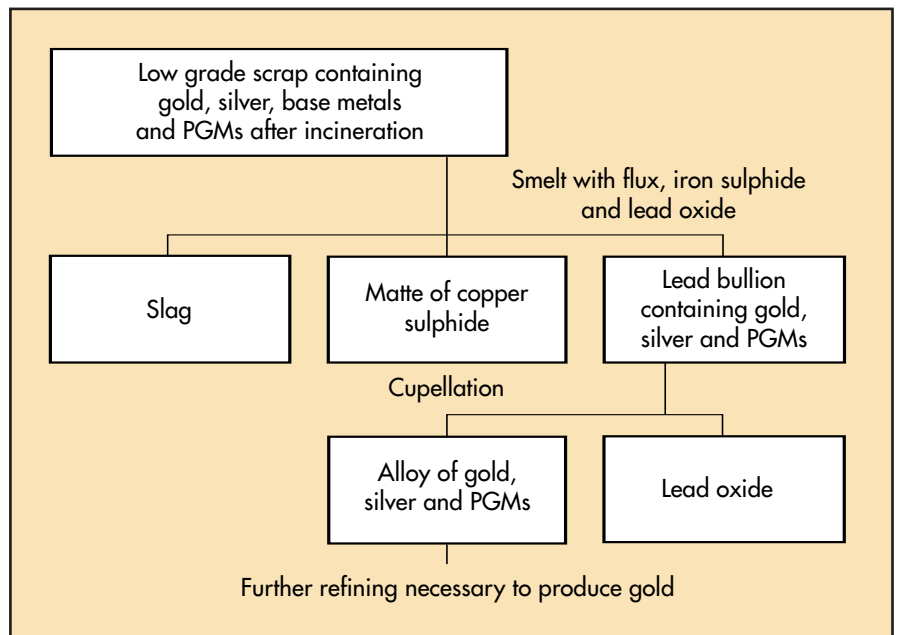 Low grade scrap containing
gold, silver, base metals
and PGMs after incineration
Smelt with flux, iron sulphide
and lead oxide
Slag
Matte of copper
sulphide
Lead bullion
containing gold,
silver and PGMs
Cupellation
Alloy of gold,
silver and PGMs
Lead oxide
Further refining necessary to produce gold